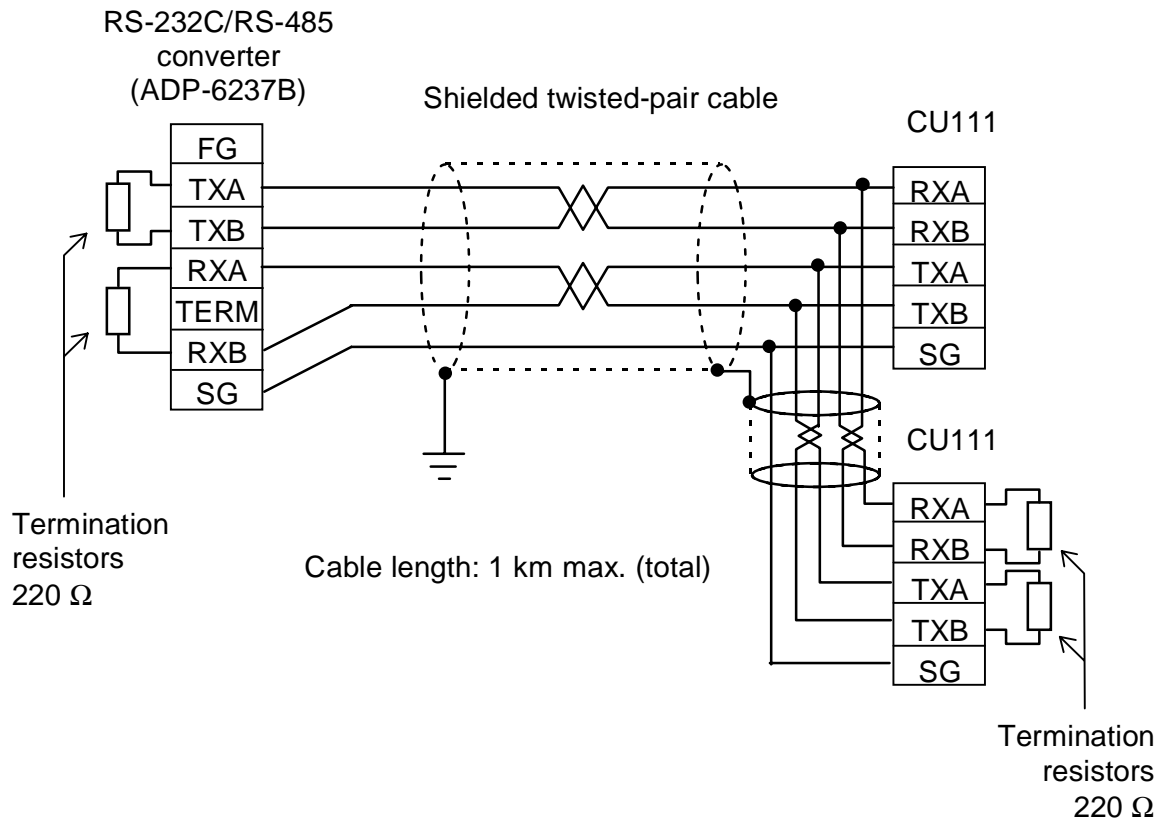 RS-232C/RS-485
converter
(ADP-6237B)
Shielded twisted-pair cable
CU111
FG
TXA
TXB
RXA
TERM
RXB
SG
RXA
RXB
TXA
TXB
SG
CU111
RXA
RXB
TXA
TXB
SG
Termination
resistors
220 Ω
Cable length: 1 km max. (total)
Termination
resistors
220 Ω